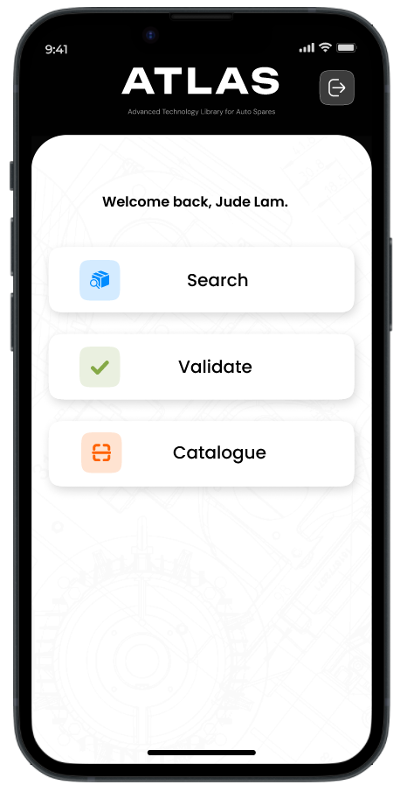 9:41
ATLAS
Advanced Technology Library for Auto Spares
Welcome back, Jude Lam.
Search
Validate
Catalogue